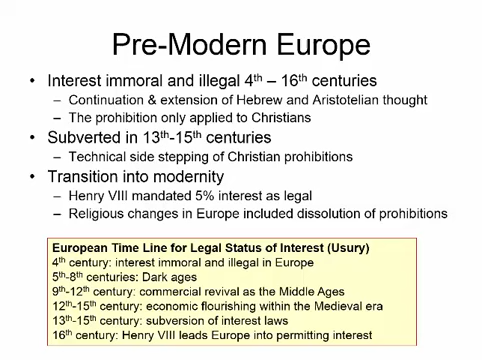 Pre-Modern Europe
• Interest immoral and illegal 4th – 16th centuries
– Continuation & extension of Hebrew and Aristotelian thought
– The prohibition only applied to Christians
• Subverted in 13th-15th centuries
– Technical side stepping of Christian prohibitions
• Transition into modernity
– Henry VIII mandated 5% interest as legal
– Religious changes in Europe included dissolution of prohibitions
European Time Line for Legal Status of Interest (Usury)
4th century: interest immoral and illegal in Europe
5th-8th centuries: Dark ages
9th-12th century: commercial revival as the Middle Ages
12th-15th century: economic flourishing within the Medieval era
13th-15th century: subversion of interest laws
16th century: Henry VIII leads Europe into permitting interest